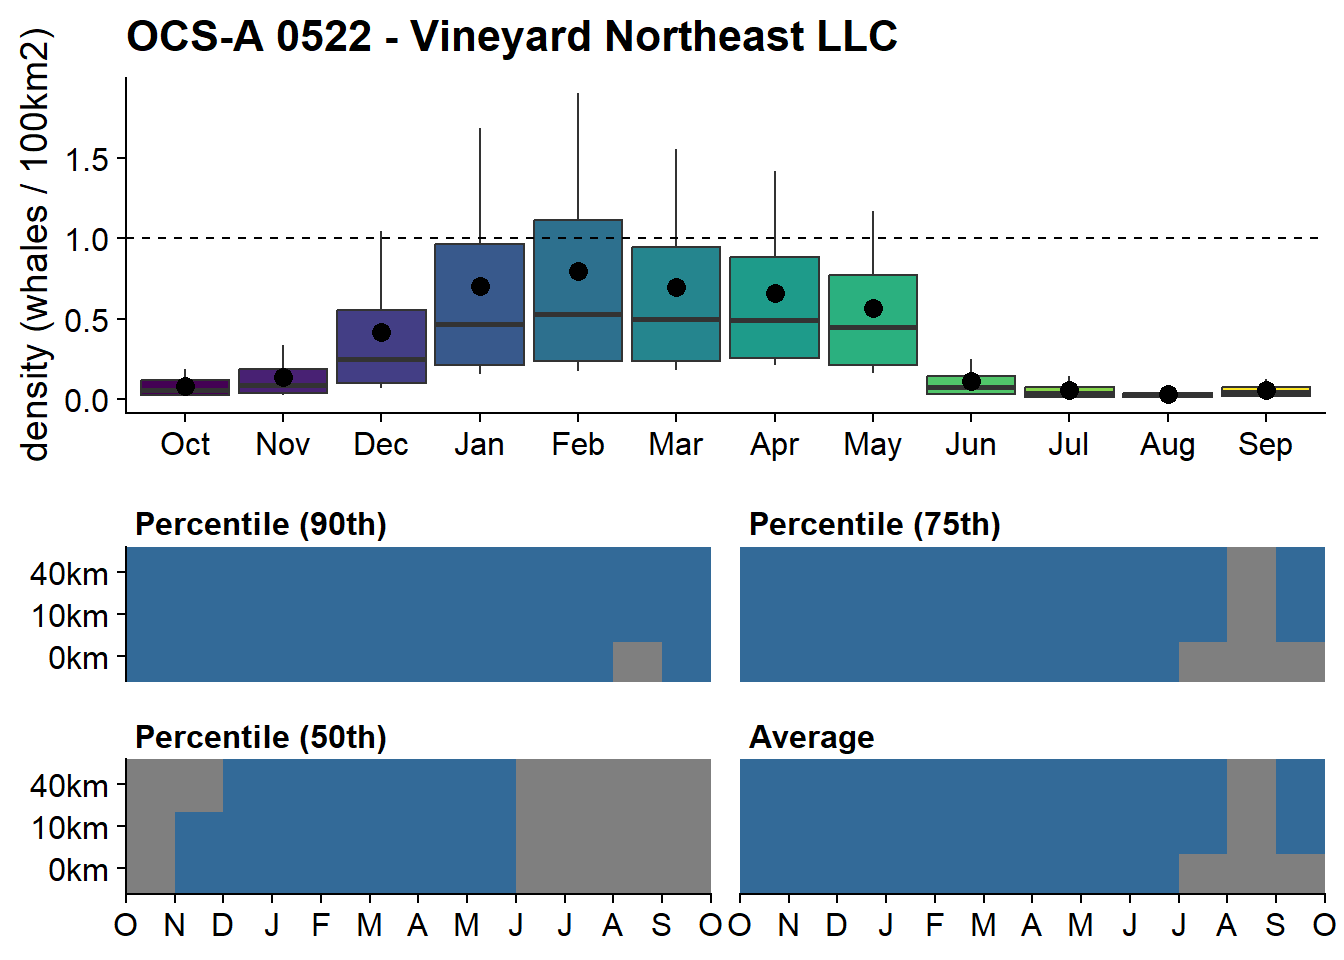 OCS-A 0522 - Vineyard Northeast LLC
density (whales / 100km2)
1.5
1.0
0.5
0.0
Oct Nov Dec Jan Feb Mar Apr May Jun Jul Aug Sep
Percentile (90th) Percentile (75th)
40km
10km
0km
Percentile (50th) Average
40km
10km
0km
O N D J F M A M J J A S O O N D J F M A M J J A S O